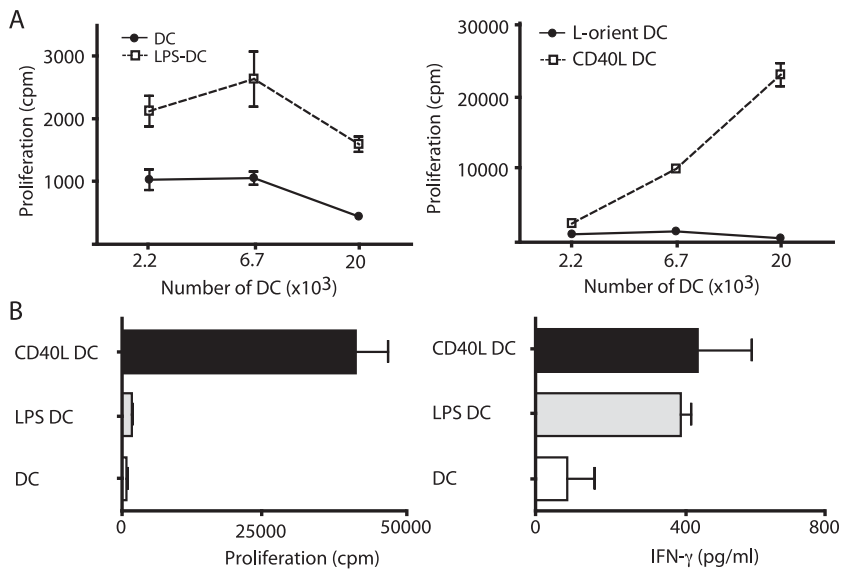 A
DC
LPS-DC
3000
2000
1000
Proliferation (cpm)
2.2 6.7 20
Number of DC (x10³)
L-orient DC
CD40L DC
30000
20000
10000
Proliferation (cpm)
2.2 6.7 20
Number of DC (x10³)
B
CD40L DC
LPS DC
DC
0 25000 50000
Proliferation (cpm)
CD40L DC
LPS DC
DC
0 400 800
IFN-γ (pg/ml)